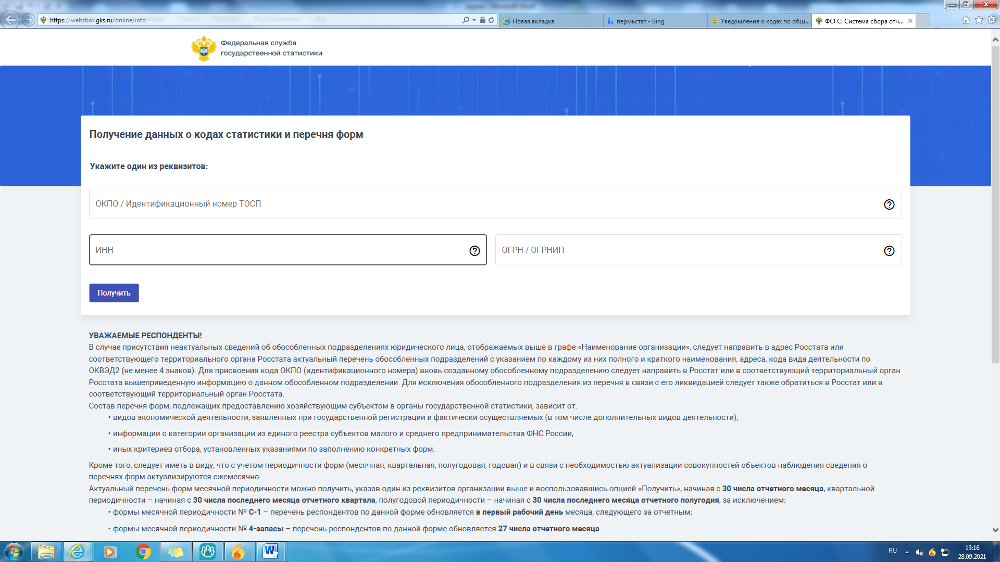 https://websbor.gks.ru/online/info
Новая вкладка
пермьстат - Bing
Уведомление о кодах по общ...
ФСГС: Система сбора отч...
Федеральная служба
государственной статистики
Получение данных о кодах статистики и перечня форм
Укажите один из реквизитов:
ОКПО / Идентификационный номер ТОСП
ИНН
ОГРН / ОГРНИП
Получить
УВАЖАЕМЫЕ РЕСПОНДЕНТЫ!
В случае присутствия неактуальных сведений об обособленных подразделениях юридического лица, отображаемых выше в графе «Наименование организации», следует направить в адрес Росстата или
соответствующего территориального органа Росстата актуальный перечень обособленных подразделений с указанием по каждому из них полного и краткого наименования, адреса, кода вида деятельности по
ОКВЭД2 (не менее 4 знаков). Для присвоения кода ОКПО (идентификационного номера) вновь созданному обособленному подразделению следует направить в Росстат или в соответствующий территориальный орган
Росстата вышеприведенную информацию о данном обособленном подразделении. Для исключения обособленного подразделения из перечня в связи с его ликвидацией следует также обратиться в Росстат или в
соответствующий территориальный орган Росстата.
Состав перечня форм, подлежащих предоставлению хозяйствующим субъектом в органы государственной статистики, зависит от:
• видов экономической деятельности, заявленных при государственной регистрации и фактически осуществляемых (в том числе дополнительных видов деятельности),
• информации о категории организации из единого реестра субъектов малого и среднего предпринимательства ФНС России,
• иных критериев отбора, установленных указаниями по заполнению конкретных форм.
Кроме того, следует иметь в виду, что с учетом периодичности форм (месячная, квартальная, полугодовая, годовая) и в связи с необходимостью актуализации совокупностей объектов наблюдения сведения о
перечнях форм актуализируются ежемесячно.
Актуальный перечень форм месячной периодичности можно получить, указав один из реквизитов организации выше и воспользовавшись опцией «Получить», начиная с 30 числа отчетного месяца, квартальной
периодичности – начиная с 30 числа последнего месяца отчетного квартала, полугодовой периодичности – начиная с 30 числа последнего месяца отчетного полугодия, за исключением:
• формы месячной периодичности № С-1 – перечень респондентов по данной форме обновляется в первый рабочий день месяца, следующего за отчетным;
• формы месячной периодичности № 4-запасы – перечень респондентов по данной форме обновляется 27 числа отчетного месяца.
RU
13:16
28.09.2021